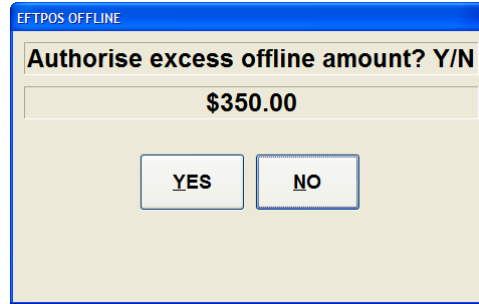 EFTPOS OFFLINE
Authorise excess offline amount? Y/N
$350.00
YES NO